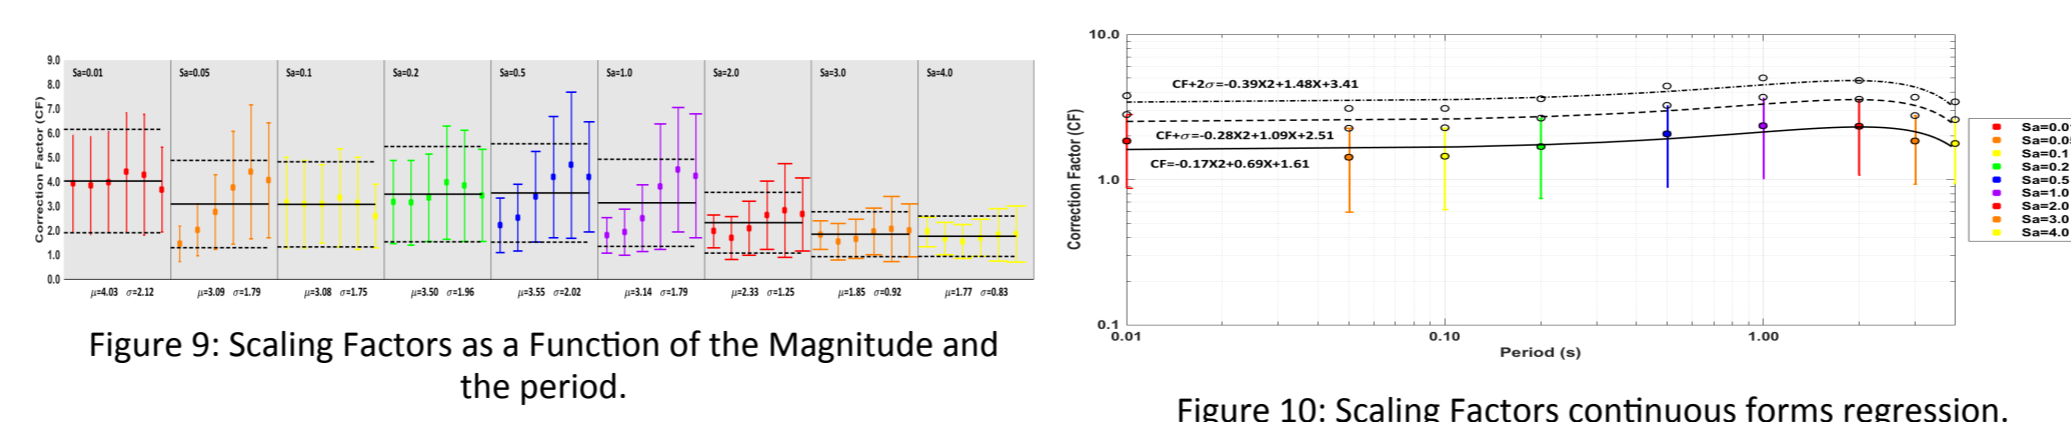 9.0
8.0
7.0
6.0
5.0
4.0
3.0
2.0
1.0
0.0
Correction Factor (CF)
Sa=0.01 Sa=0.05 Sa=0.1 Sa=0.2 Sa=0.5 Sa=1.0 Sa=2.0 Sa=3.0 Sa=4.0
μ=4.03 σ=2.12 μ=3.09 σ=1.79 μ=3.08 σ=1.75 μ=3.50 σ=1.96 μ=3.55 σ=2.02 μ=3.14 σ=1.79 μ=2.33 σ=1.25 μ=1.85 σ=0.92 μ=1.77 σ=0.83
Figure 9: Scaling Factors as a Function of the Magnitude and
the period.
10.0
1.0
0.1
Correction Factor (CF)
CF+2σ=-0.39X2+1.48X+3.41
CF+σ=-0.28X2+1.09X+2.51
CF=-0.17X2+0.69X+1.61
0.01 0.10 1.00
Period (s)
Sa=0.0
Sa=0.0
Sa=0.1
Sa=0.2
Sa=0.5
Sa=1.0
Sa=2.0
Sa=3.0
Sa=4.0
Figure 10: Scaling Factors continuous forms regression.